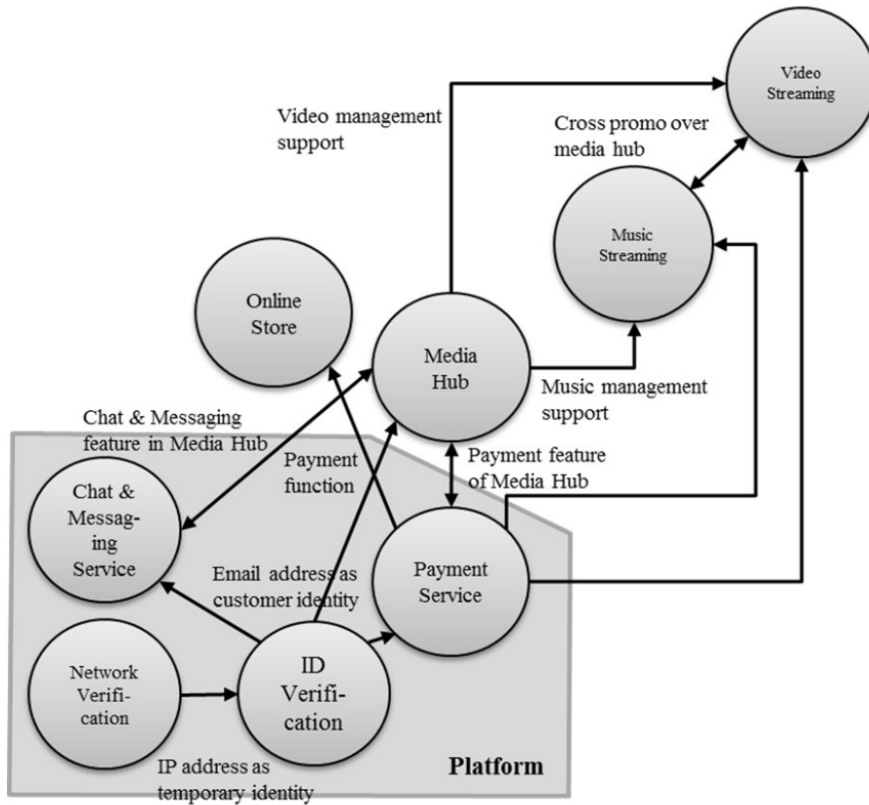 Video
Streaming
Video management
support
Cross promo over
media hub
Music
Streaming
Online
Store
Media
Hub
Music management
support
Chat & Messaging
feature in Media Hub
Payment
function
Payment feature
of Media Hub
Chat &
Messag-
ing
Service
Email address as
customer identity
Payment
Service
Network
Verifi-
cation
ID
Verifi-
cation
IP address as
temporary identity
Platform